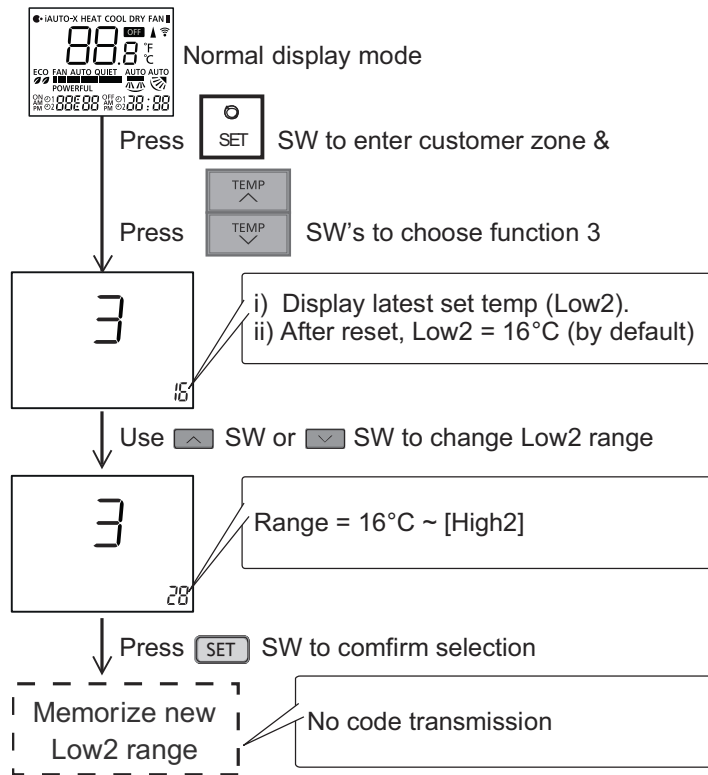 iAUTO-X HEAT COOL DRY FAN
88.8 OFF °F °C
ECO FAN AUTO QUIET AUTO AUTO
POWERFUL
Normal display mode
Press SET SW to enter customer zone &
TEMP
Press TEMP SW's to choose function 3
3
16
i) Display latest set temp (Low2).
ii) After reset, Low2 = 16°C (by default)
Use SW or SW to change Low2 range
3
28
Range = 16°C ~ [High2]
Press SET SW to comfirm selection
Memorize new
Low2 range
No code transmission